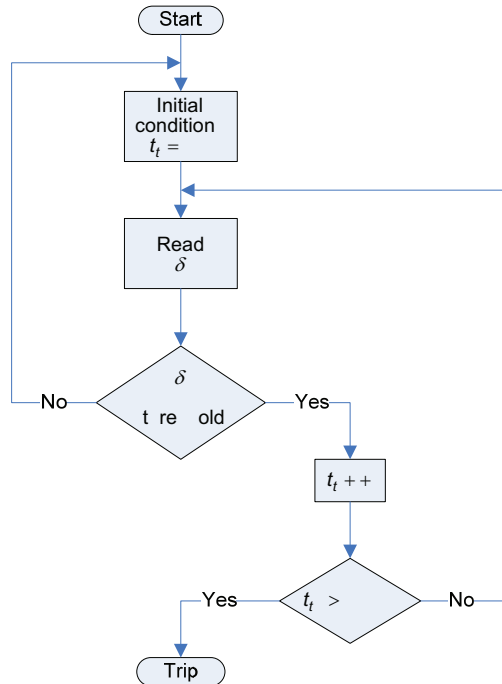 Start
Initial
condition
t_t =
Read
δ
δ
t re old
No
Yes
t_t ++
t_t >
Yes
No
Trip